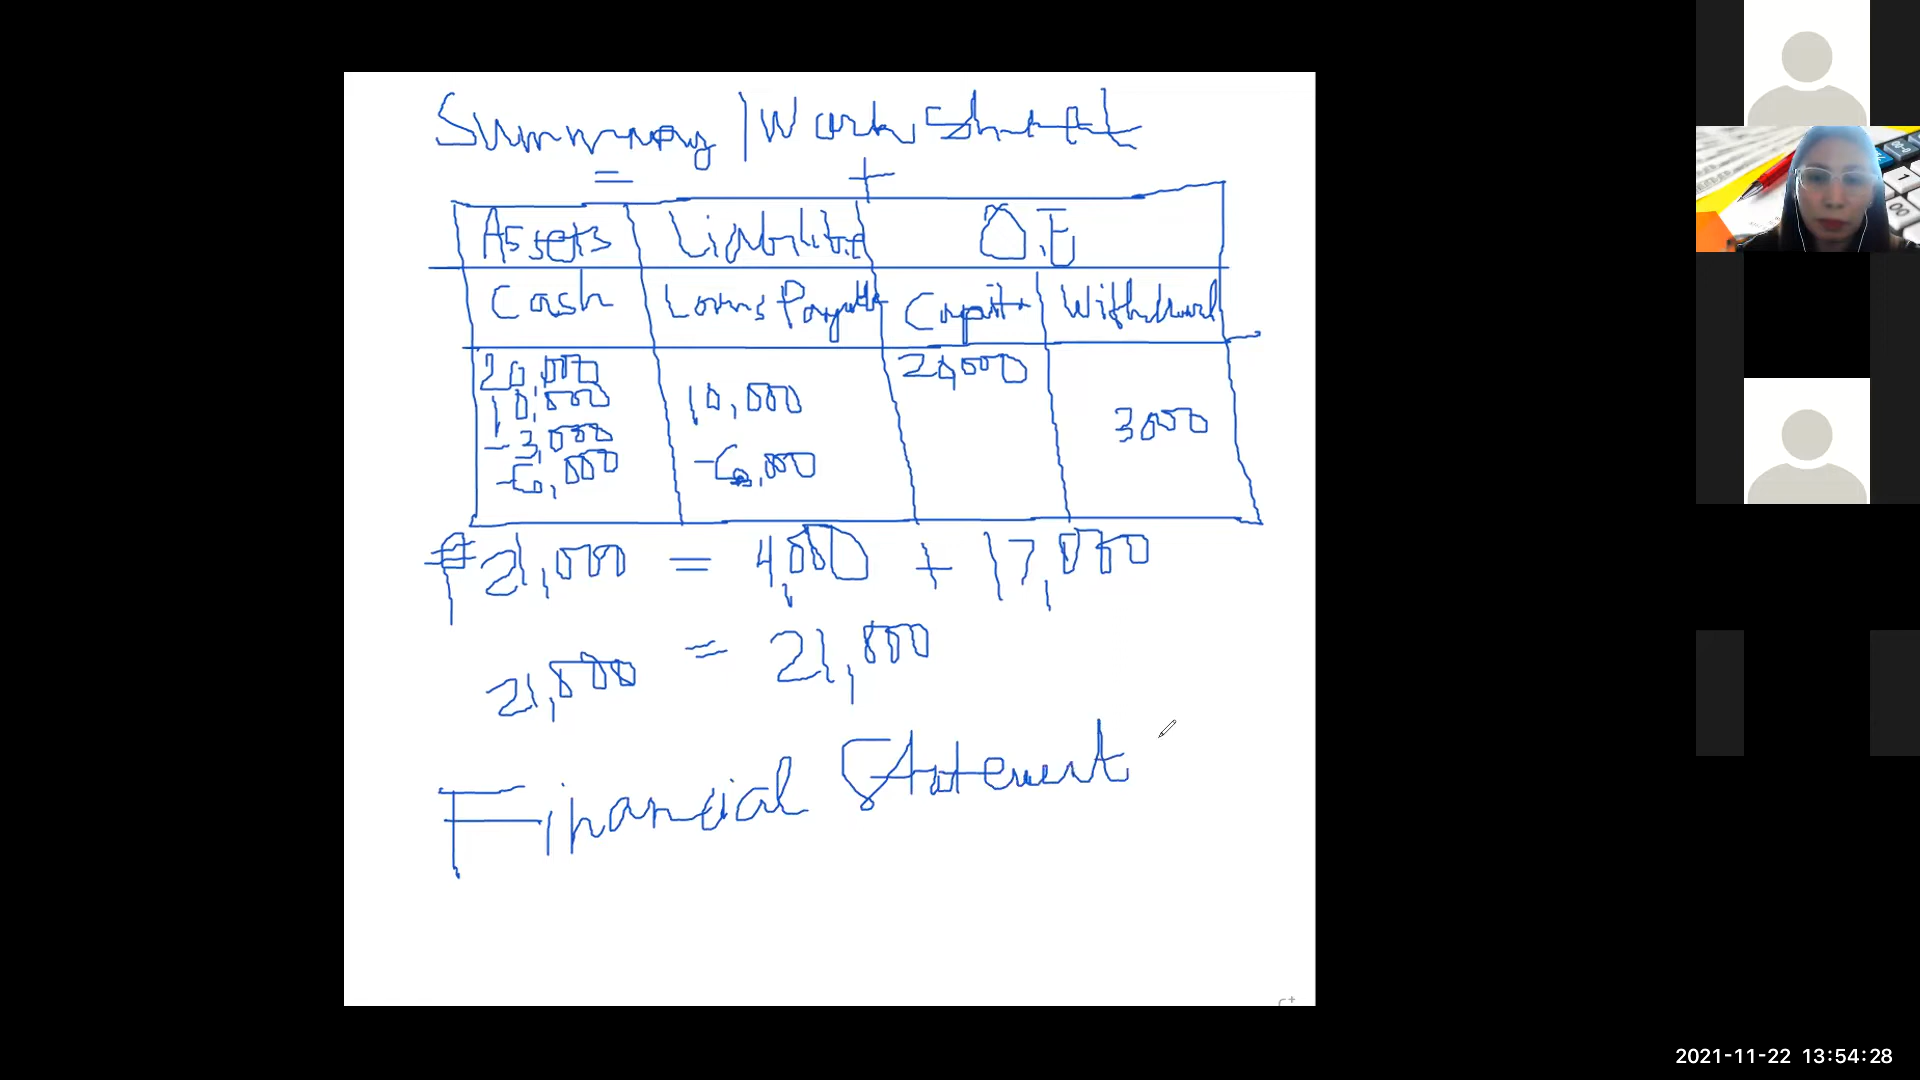 Summary | Work Sheet
= +
Assets Liabilitie O.E
Cash Loans Payable Capital Withdrawal
20,000 20,000
10,000 10,000
-3,000 3000
-6,000 -6,000
₱ 21,000 = 4,000 + 17,000
21,000 = 21,000
Financial Statement
2021-11-22 13:54:28